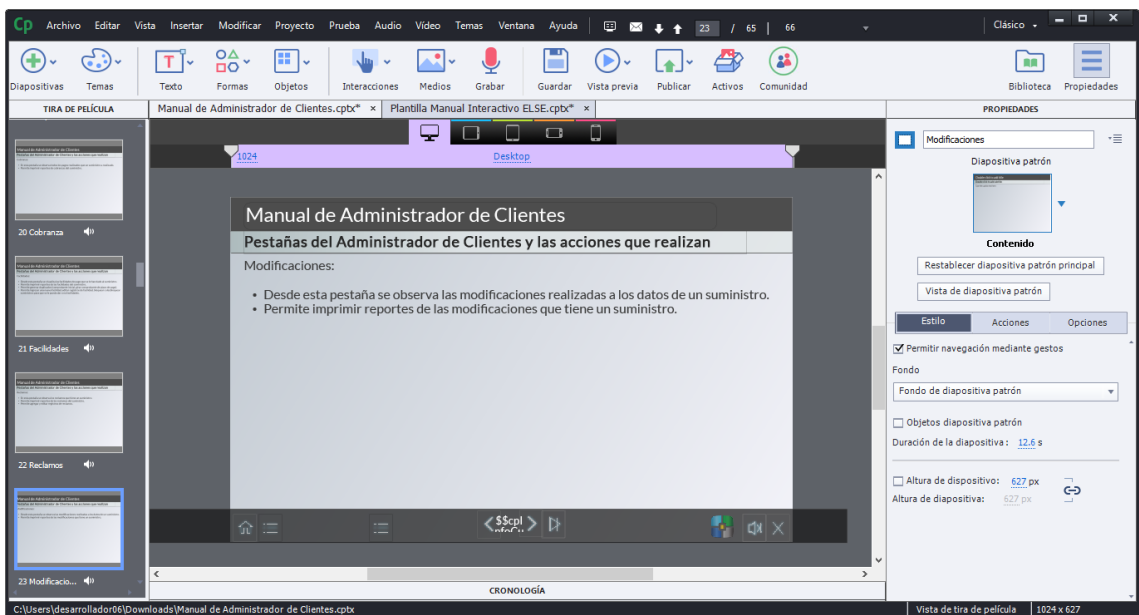 Cp Archivo Editar Vista Insertar Modificar Proyecto Prueba Audio Vídeo Temas Ventana Ayuda 23 / 65 | 66 Clásico
Diapositivas Temas Texto Formas Objetos Interacciones Medios Grabar Guardar Vista previa Publicar Activos Comunidad Biblioteca Propiedades
TIRA DE PELÍCULA
Manual de Administrador de Clientes.cptx* × Plantilla Manual Interactivo ELSE.cptx* ×
PROPIEDADES
1024 Desktop
Manual de Administrador de Clientes
Pestañas del Administrador de Clientes y las acciones que realizan
Modificaciones:
• Desde esta pestaña se observa las modificaciones realizadas a los datos de un suministro.
• Permite imprimir reportes de las modificaciones que tiene un suministro.
$$cpI
20 Cobranza
21 Facilidades
22 Reclamos
23 Modificacio...
Modificaciones
Diapositiva patrón
Contenido
Restablecer diapositiva patrón principal
Vista de diapositiva patrón
Estilo Acciones Opciones
Permitir navegación mediante gestos
Fondo
Fondo de diapositiva patrón
Objetos diapositiva patrón
Duración de la diapositiva: 12.6 s
Altura de dispositivo: 627 px
Altura de diapositiva: 627 px
CRONOLOGÍA
C:\Users\desarrollador06\Downloads\Manual de Administrador de Clientes.cptx
Vista de tira de película 1024 x 627